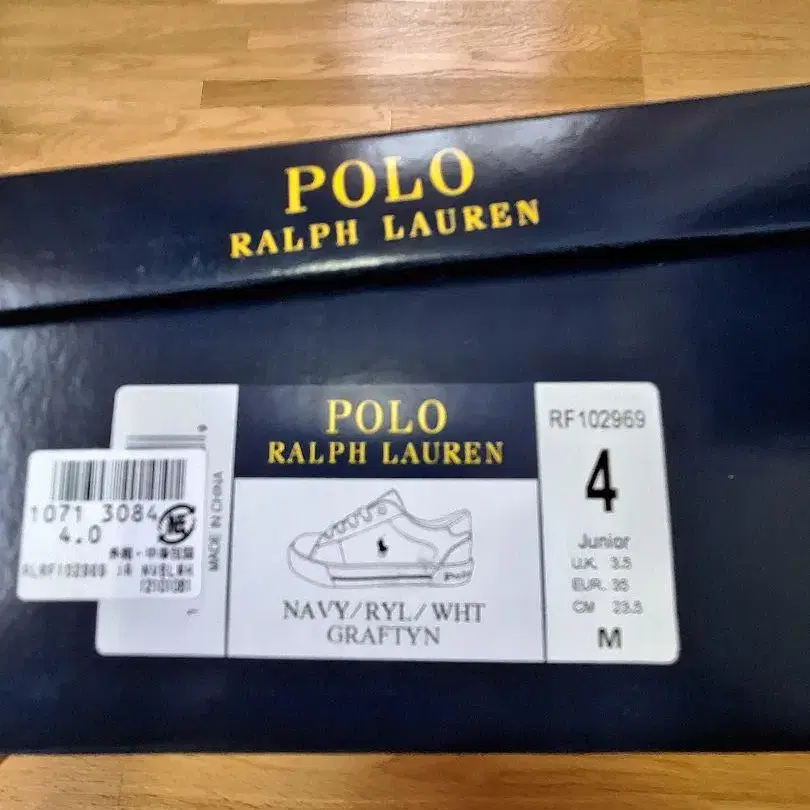 POLO
RALPH LAUREN
POLO
RALPH LAUREN
NAVY/RYL/WHT
GRAFTYN
RF102969
4
Junior
U.K. 3.5
EUR. 35
CM 23.5
M
MADE IN CHINA
1071 3084
4.0